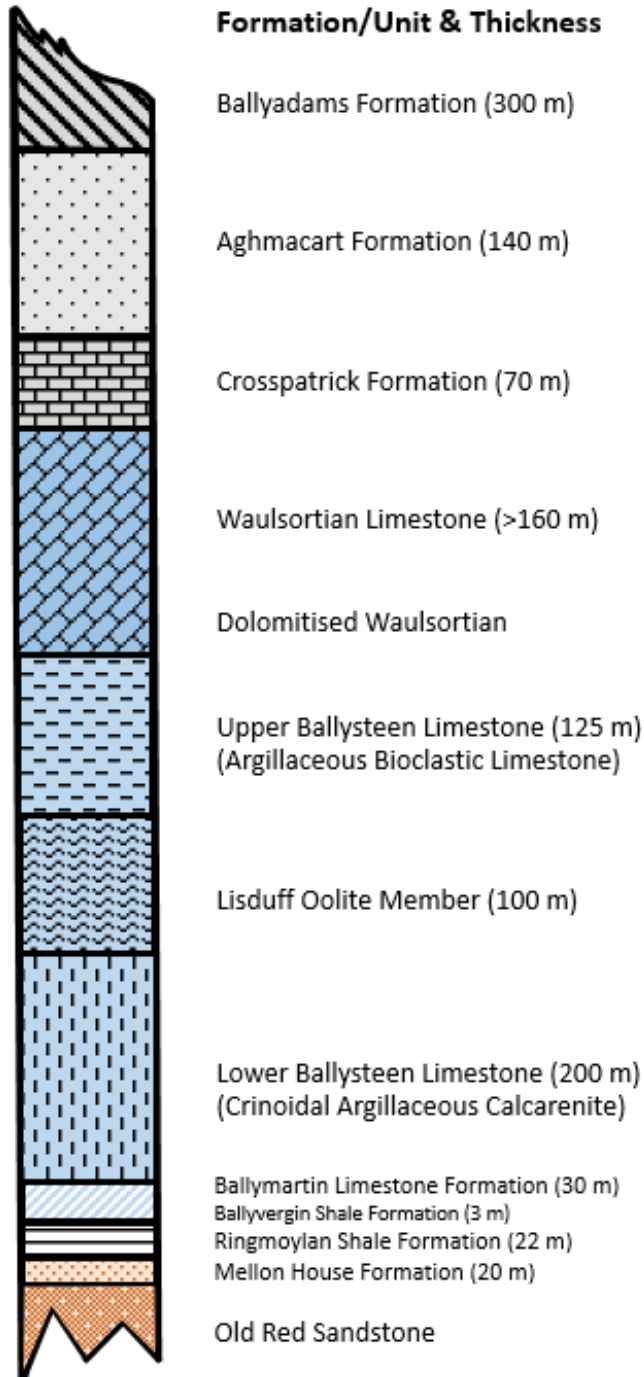 Formation/Unit & Thickness
Ballyadams Formation (300 m)
Aghmacart Formation (140 m)
Crosspatrick Formation (70 m)
Waulsortian Limestone (>160 m)
Dolomitised Waulsortian
Upper Ballysteen Limestone (125 m)
(Argillaceous Bioclastic Limestone)
Lisduff Oolite Member (100 m)
Lower Ballysteen Limestone (200 m)
(Crinoidal Argillaceous Calcarenite)
Ballymartin Limestone Formation (30 m)
Ballyvergin Shale Formation (3 m)
Ringmoylan Shale Formation (22 m)
Mellon House Formation (20 m)
Old Red Sandstone